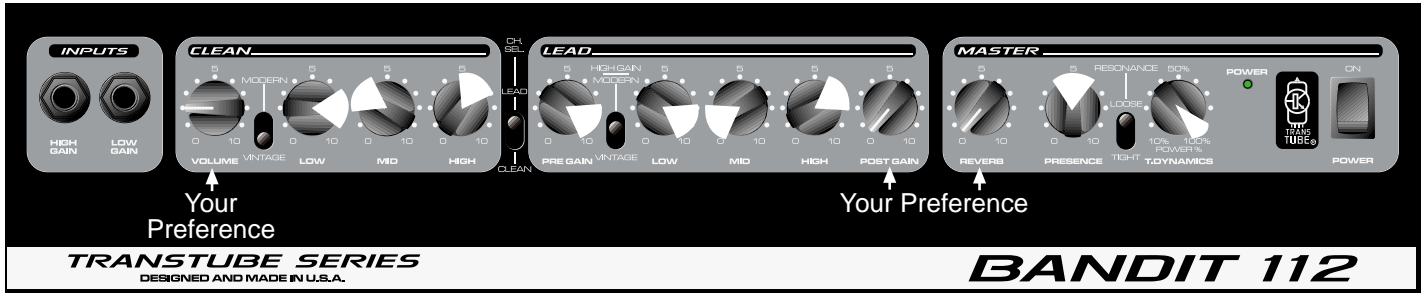 INPUTS
HIGH GAIN
LOW GAIN
CLEAN
5
0 10
VOLUME
MODERN
VINTAGE
5
0 10
LOW
5
0 10
MID
5
0 10
HIGH
CH. SEL.
LEAD
CLEAN
LEAD
5
0 10
PRE GAIN
HIGH GAIN
MODERN
VINTAGE
5
0 10
LOW
5
0 10
MID
5
0 10
HIGH
5
0 10
POST GAIN
MASTER
5
0 10
REVERB
5
0 10
PRESENCE
RESONANCE
LOOSE
TIGHT
50%
10% 100%
POWER %
T.DYNAMICS
POWER
TRANS
TUBE®
ON
POWER
Your
Preference
Your Preference
TRANSTUBE SERIES
DESIGNED AND MADE IN U.S.A.
BANDIT 112